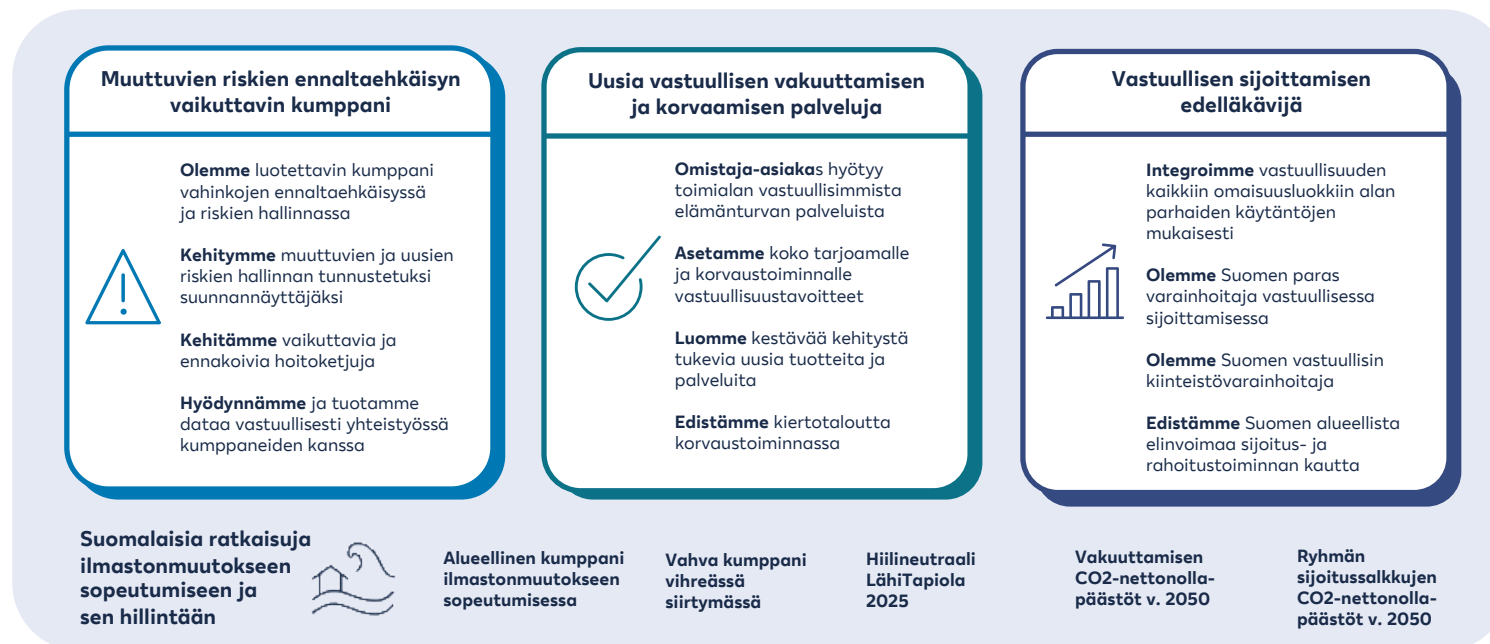 Muuttuvien riskien ennaltaehkäisyn
vaikuttavin kumppani
Olemme luotettavin kumppani
vahinkojen ennaltaehkäisyssä
ja riskien hallinnassa
Kehitymme muuttuvien ja uusien
riskien hallinnan tunnustetuksi
suunnannäyttäjäksi
Kehitämme vaikuttavia ja
ennakoivia hoitoketjuja
Hyödynnämme ja tuotamme
dataa vastuullisesti yhteistyössä
kumppaneiden kanssa
Uusia vastuullisen vakuuttamisen
ja korvaamisen palveluja
Omistaja-asiakas hyötyy
toimialan vastuullisimmista
elämänturvan palveluista
Asetamme koko tarjoamalle
ja korvaustoiminnalle
vastuullisuustavoitteet
Luomme kestävää kehitystä
tukevia uusia tuotteita ja
palveluita
Edistämme kiertotaloutta
korvaustoiminnassa
Vastuullisen sijoittamisen
edelläkävijä
Integroimme vastuullisuuden
kaikkiin omaisuusluokkiin alan
parhaiden käytäntöjen
mukaisesti
Olemme Suomen paras
varainhoitaja vastuullisessa
sijoittamisessa
Olemme Suomen vastuullisin
kiinteistövarainhoitaja
Edistämme Suomen alueellista
elinvoimaa sijoitus- ja
rahoitustoiminnan kautta
Suomalaisia ratkaisuja
ilmastonmuutokseen
sopeutumiseen ja
sen hillintään
Alueellinen kumppani
ilmastonmuutokseen
sopeutumisessa
Vahva kumppani
vihreässä
siirtymässä
Hiilineutraali
LähiTapiola
2025
Vakuuttamisen
CO2-nettonolla-
päästöt v. 2050
Ryhmän
sijoitussalkkujen
CO2-nettonolla-
päästöt v. 2050